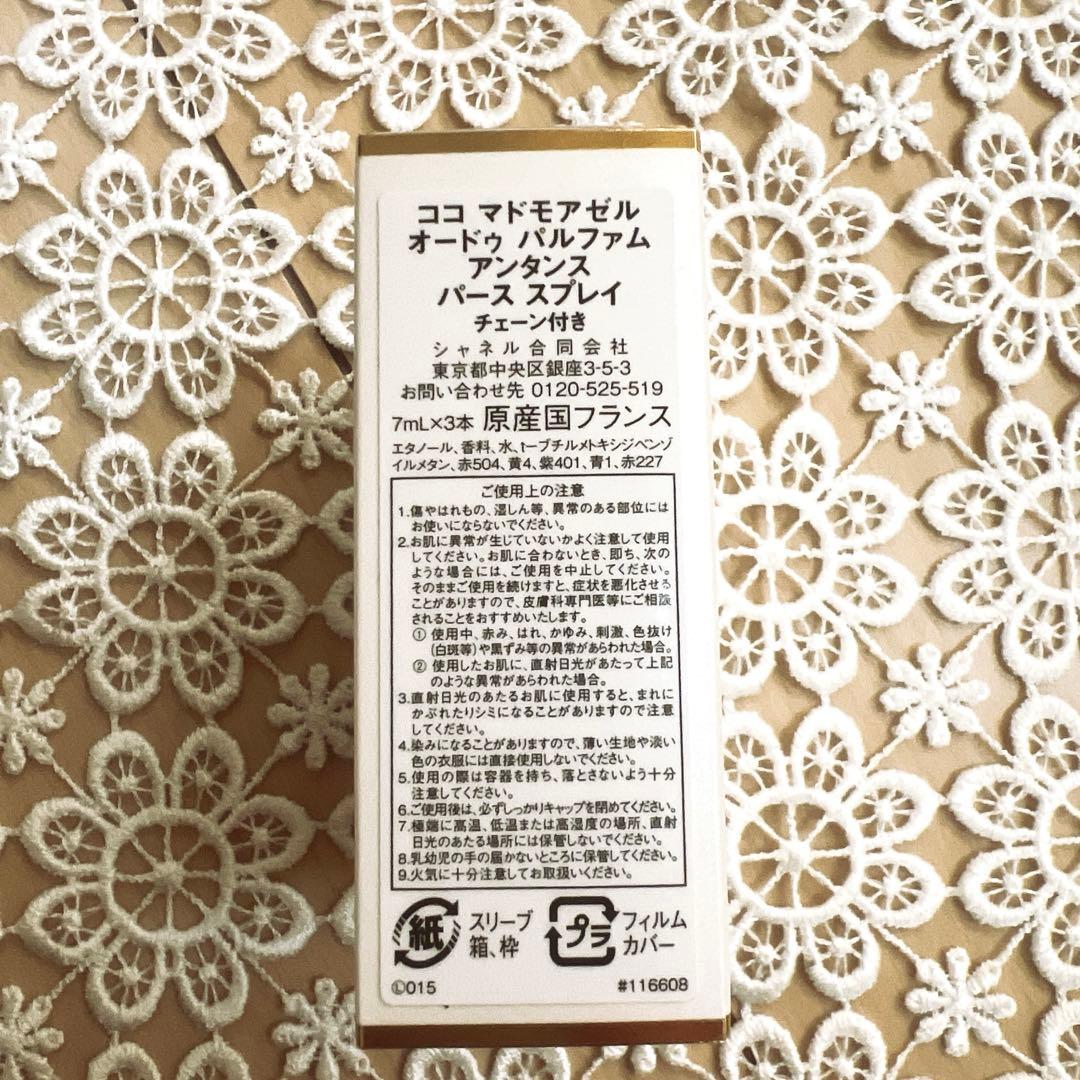 ココ マドモアゼル
オードゥ パルファム
アンタンス
パース スプレイ
チェーン付き
シャネル合同会社
東京都中央区銀座3-5-3
お問い合わせ先 0120-525-519
7mL×3本 原産国フランス
エタノール、香料、水、t-ブチルメトキシジベンゾ
イルメタン、赤504、黄4、紫401、青1、赤227
ご使用上の注意
1.傷やはれもの、湿しん等、異常のある部位には
お使いにならないでください。
2.お肌に異常が生じていないかよく注意して使用
してください。お肌に合わないとき、即ち、次の
ような場合には、ご使用を中止してください。
そのままご使用を続けますと、症状を悪化させる
ことがありますので、皮膚科専門医等にご相談
されることをおすすめいたします。
① 使用中、赤み、はれ、かゆみ、刺激、色抜け
(白斑等)や黒ずみ等の異常があらわれた場合。
② 使用したお肌に、直射日光があたって上記
のような異常があらわれた場合。
3.直射日光のあたるお肌に使用すると、まれに
かぶれたりシミになることがありますので注意
してください。
4.染みになることがありますので、薄い生地や淡い
色の衣服には直接使用しないでください。
5.使用の際は容器を持ち、落とさないよう十分
注意してください。
6.ご使用後は、必ずしっかりキャップを閉めてください。
7.極端に高温、低温または高湿度の場所、直射
日光のあたる場所には保管しないでください。
8.乳幼児の手の届かないところに保管してください。
9.火気に十分注意してお取扱いください。
紙 スリーブ
箱、枠
プラ フィルム
カバー
Ⓛ015 #116608